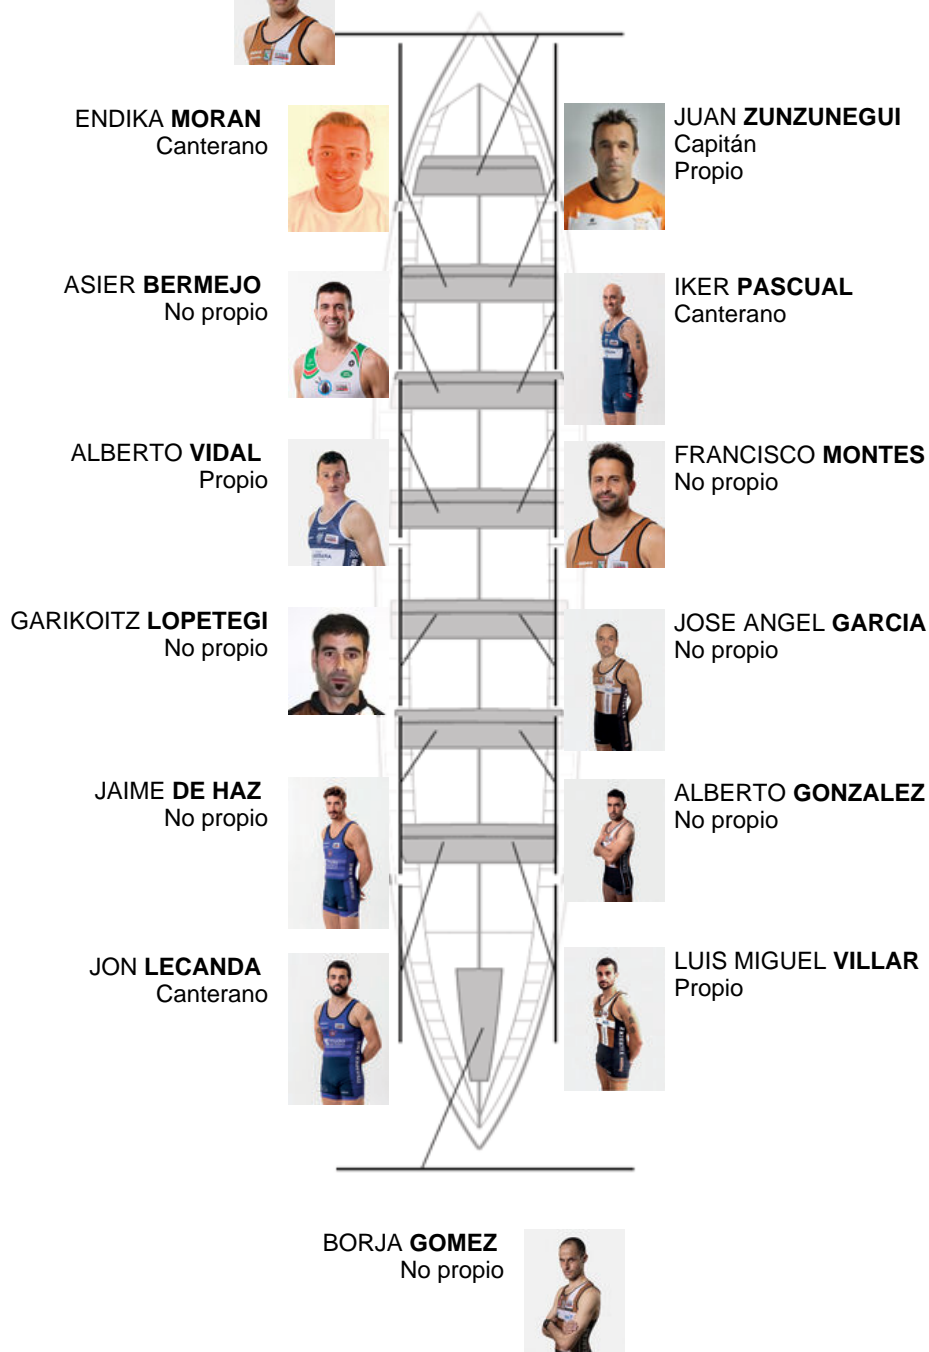 ENDIKA MORAN
Canterano
JUAN ZUNZUNEGUI
Capitán
Propio
ASIER BERMEJO
No propio
IKER PASCUAL
Canterano
ALBERTO VIDAL
Propio
FRANCISCO MONTES
No propio
GARIKOITZ LOPETEGI
No propio
JOSE ANGEL GARCIA
No propio
JAIME DE HAZ
No propio
ALBERTO GONZALEZ
No propio
JON LECANDA
Canterano
LUIS MIGUEL VILLAR
Propio
BORJA GOMEZ
No propio